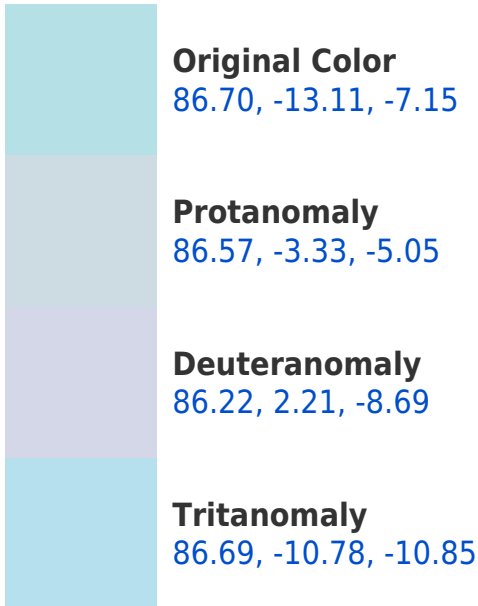 Original Color
86.70, -13.11, -7.15
Protanomaly
86.57, -3.33, -5.05
Deuteranomaly
86.22, 2.21, -8.69
Tritanomaly
86.69, -10.78, -10.85